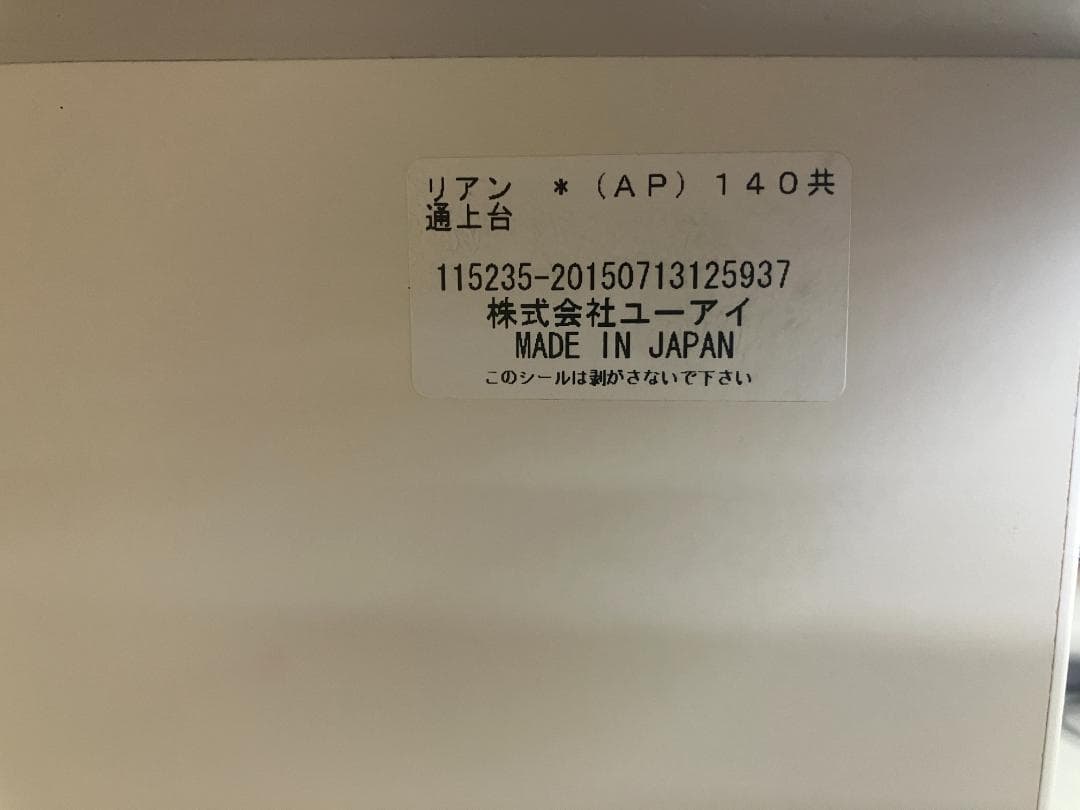 リアン　＊（ＡＰ）１４０共
通上台
115235-20150713125937
株式会社ユーアイ
MADE IN JAPAN
このシールは剥がさないで下さい